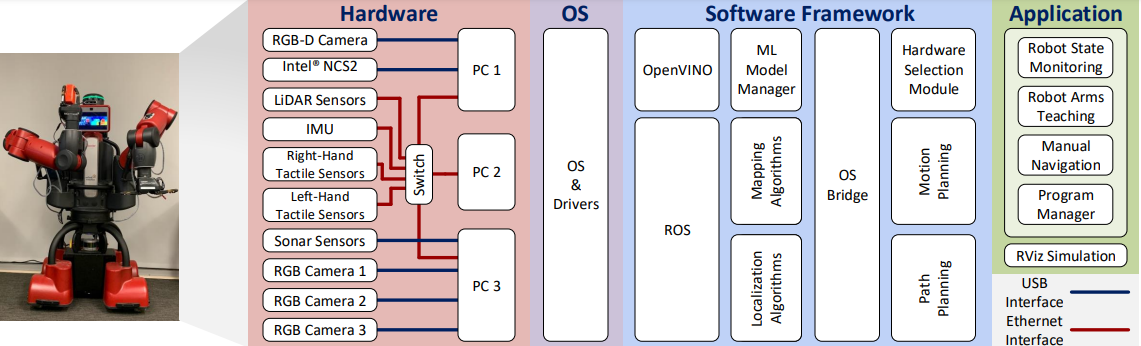 Hardware
OS
Software Framework
Application
RGB-D Camera
Intel® NCS2
LiDAR Sensors
IMU
Right-Hand
Tactile Sensors
Left-Hand
Tactile Sensors
Sonar Sensors
RGB Camera 1
RGB Camera 2
RGB Camera 3
Switch
PC 1
PC 2
PC 3
OS
&
Drivers
OpenVINO
ROS
ML
Model
Manager
Mapping
Algorithms
Localization
Algorithms
OS
Bridge
Hardware
Selection
Module
Motion
Planning
Path
Planning
Robot State
Monitoring
Robot Arms
Teaching
Manual
Navigation
Program
Manager
RViz Simulation
USB
Interface
Ethernet
Interface